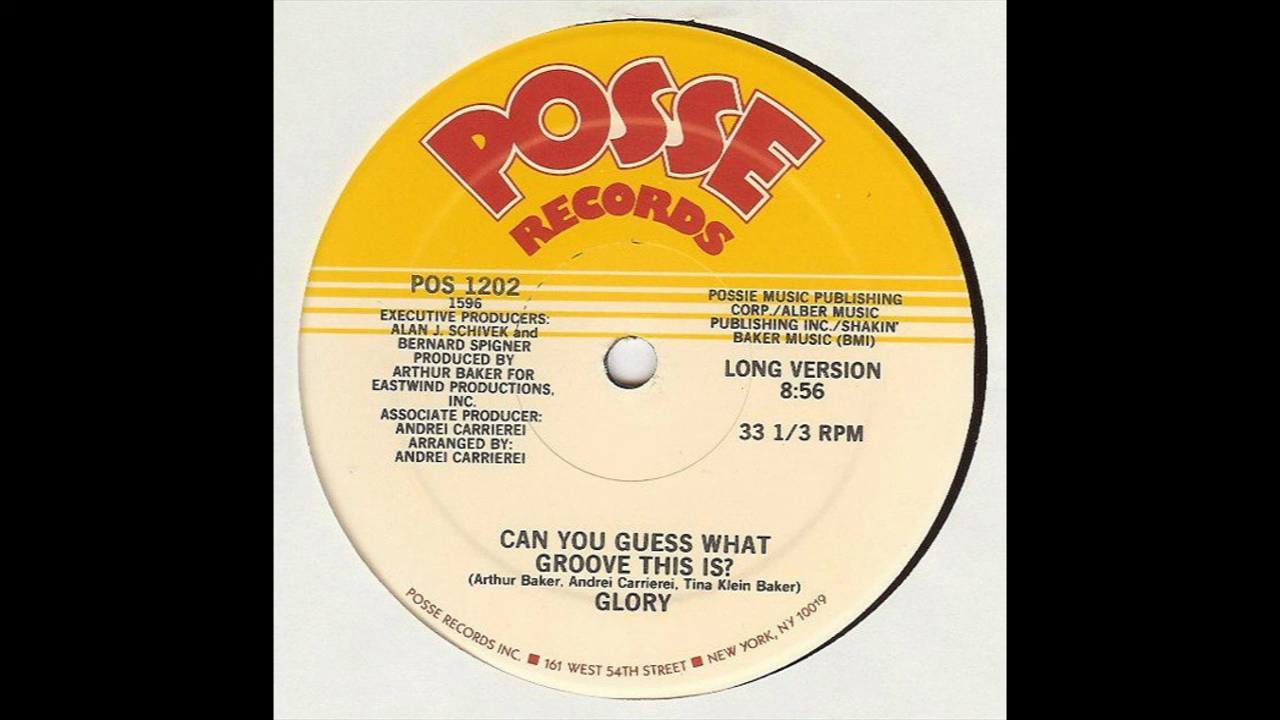 POSSE
RECORDS
POS 1202
1596
EXECUTIVE PRODUCERS:
ALAN J. SCHIVEK and
BERNARD SPIGNER
PRODUCED BY
ARTHUR BAKER FOR
EASTWIND PRODUCTIONS,
INC.
ASSOCIATE PRODUCER:
ANDREI CARRIEREI
ARRANGED BY:
ANDREI CARRIEREI
POSSIE MUSIC PUBLISHING
CORP./ALBER MUSIC
PUBLISHING INC./SHAKIN'
BAKER MUSIC (BMI)
LONG VERSION
8:56
33 1/3 RPM
CAN YOU GUESS WHAT
GROOVE THIS IS?
(Arthur Baker, Andrei Carrierei, Tina Klein Baker)
GLORY
POSSE RECORDS INC. ■ 161 WEST 54TH STREET ■ NEW YORK, NY 10019